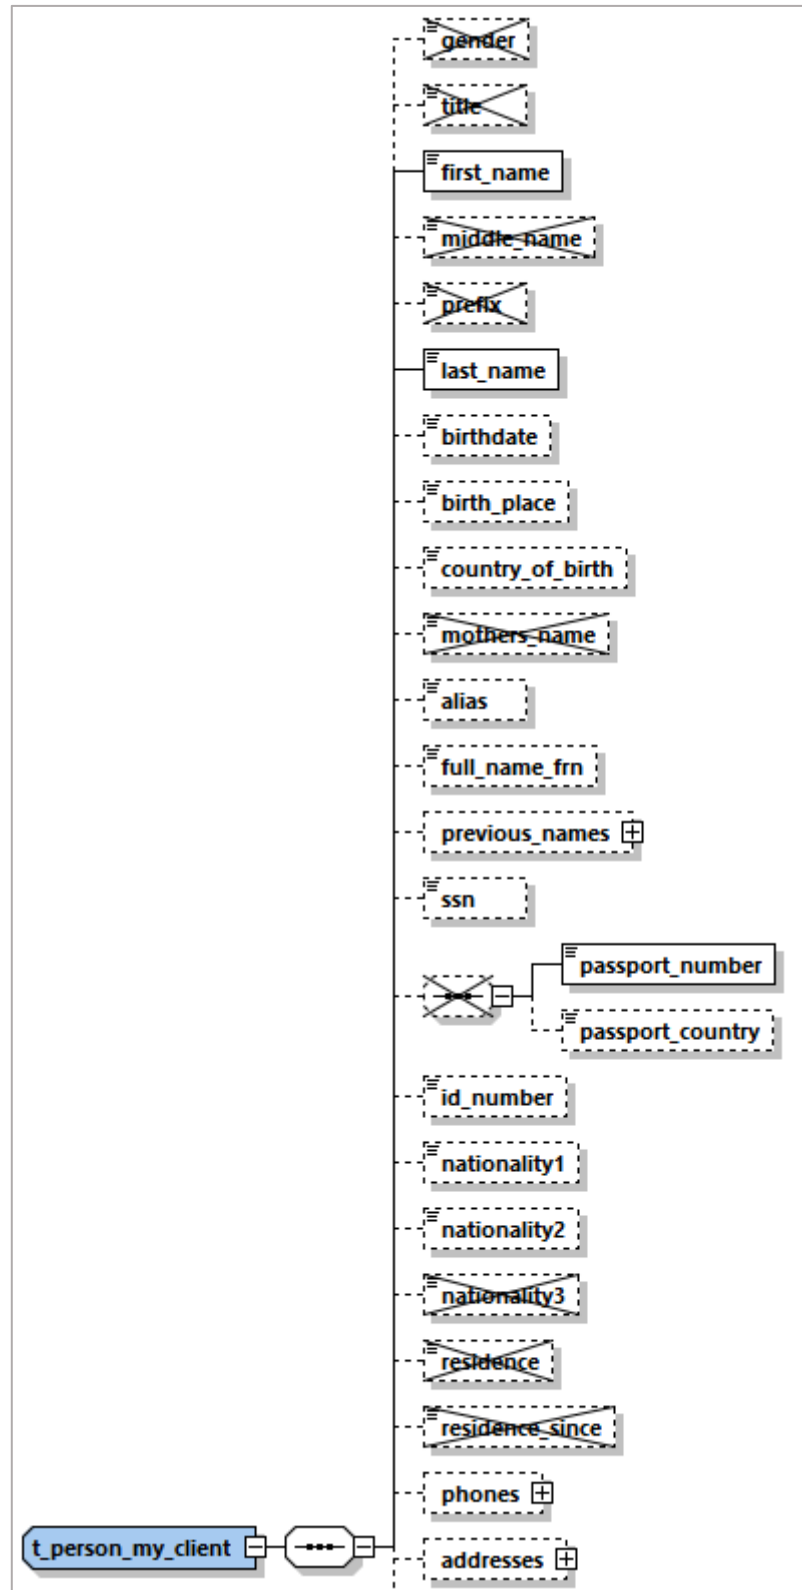 gender
title
first_name
middle_name
prefix
last_name
birthdate
birth_place
country_of_birth
mothers_name
alias
full_name_frn
previous_names
ssn
passport_number
passport_country
id_number
nationality1
nationality2
nationality3
residence
residence_since
phones
t_person_my_client
addresses